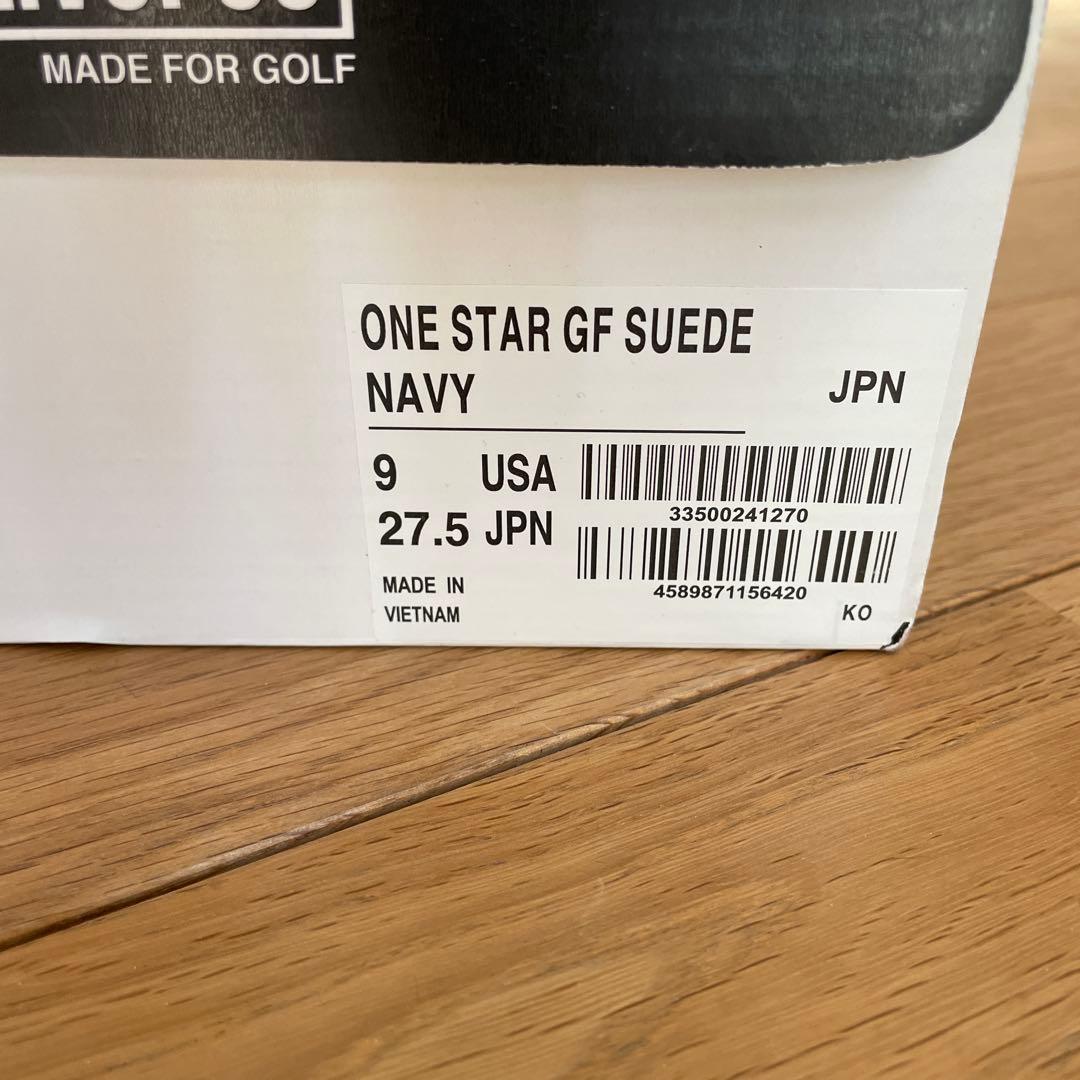 MADE FOR GOLF
ONE STAR GF SUEDE
NAVY JPN
9 USA
33500241270
27.5 JPN
4589871156420
MADE IN
VIETNAM
KO